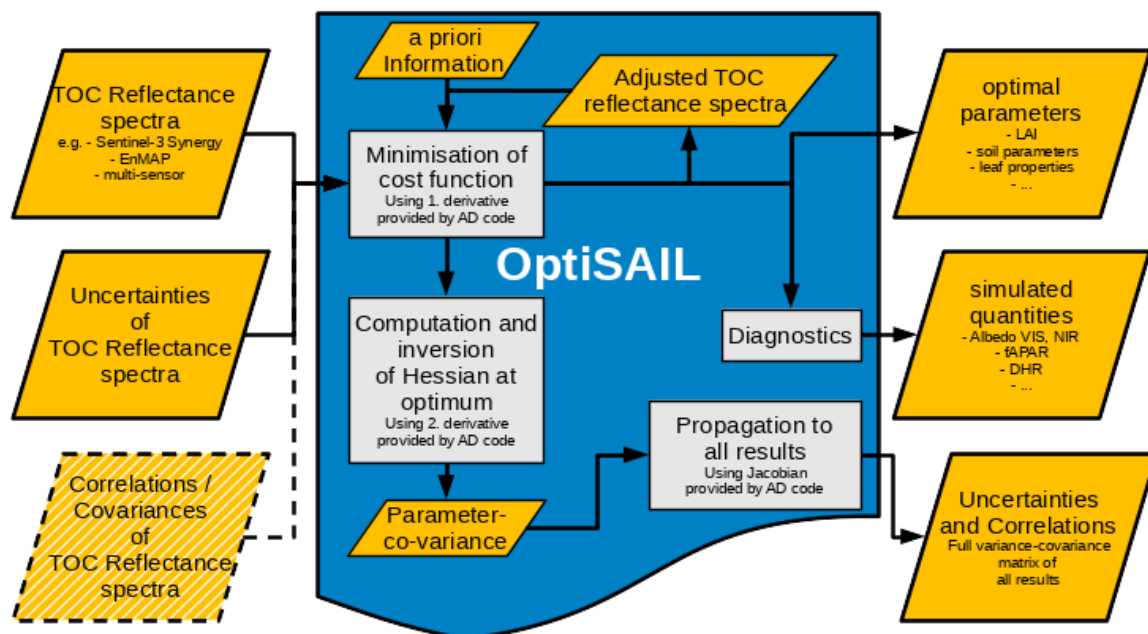 TOC Reflectance
spectra
e.g. - Sentinel-3 Synergy
- EnMAP
- multi-sensor
Uncertainties
of
TOC Reflectance
spectra
Correlations /
Covariances
of
TOC Reflectance
spectra
a priori
Information
Adjusted TOC
reflectance spectra
Minimisation of
cost function
Using 1. derivative
provided by AD code
OptiSAIL
Computation and
inversion
of Hessian at
optimum
Using 2. derivative
provided by AD code
Diagnostics
Propagation to
all results
Using Jacobian
provided by AD code
Parameter-
co-variance
optimal
parameters
- LAI
- soil parameters
- leaf properties
- ...
simulated
quantities
- Albedo VIS, NIR
- fAPAR
- DHR
- ...
Uncertainties
and Correlations
Full variance-covariance
matrix of
all results